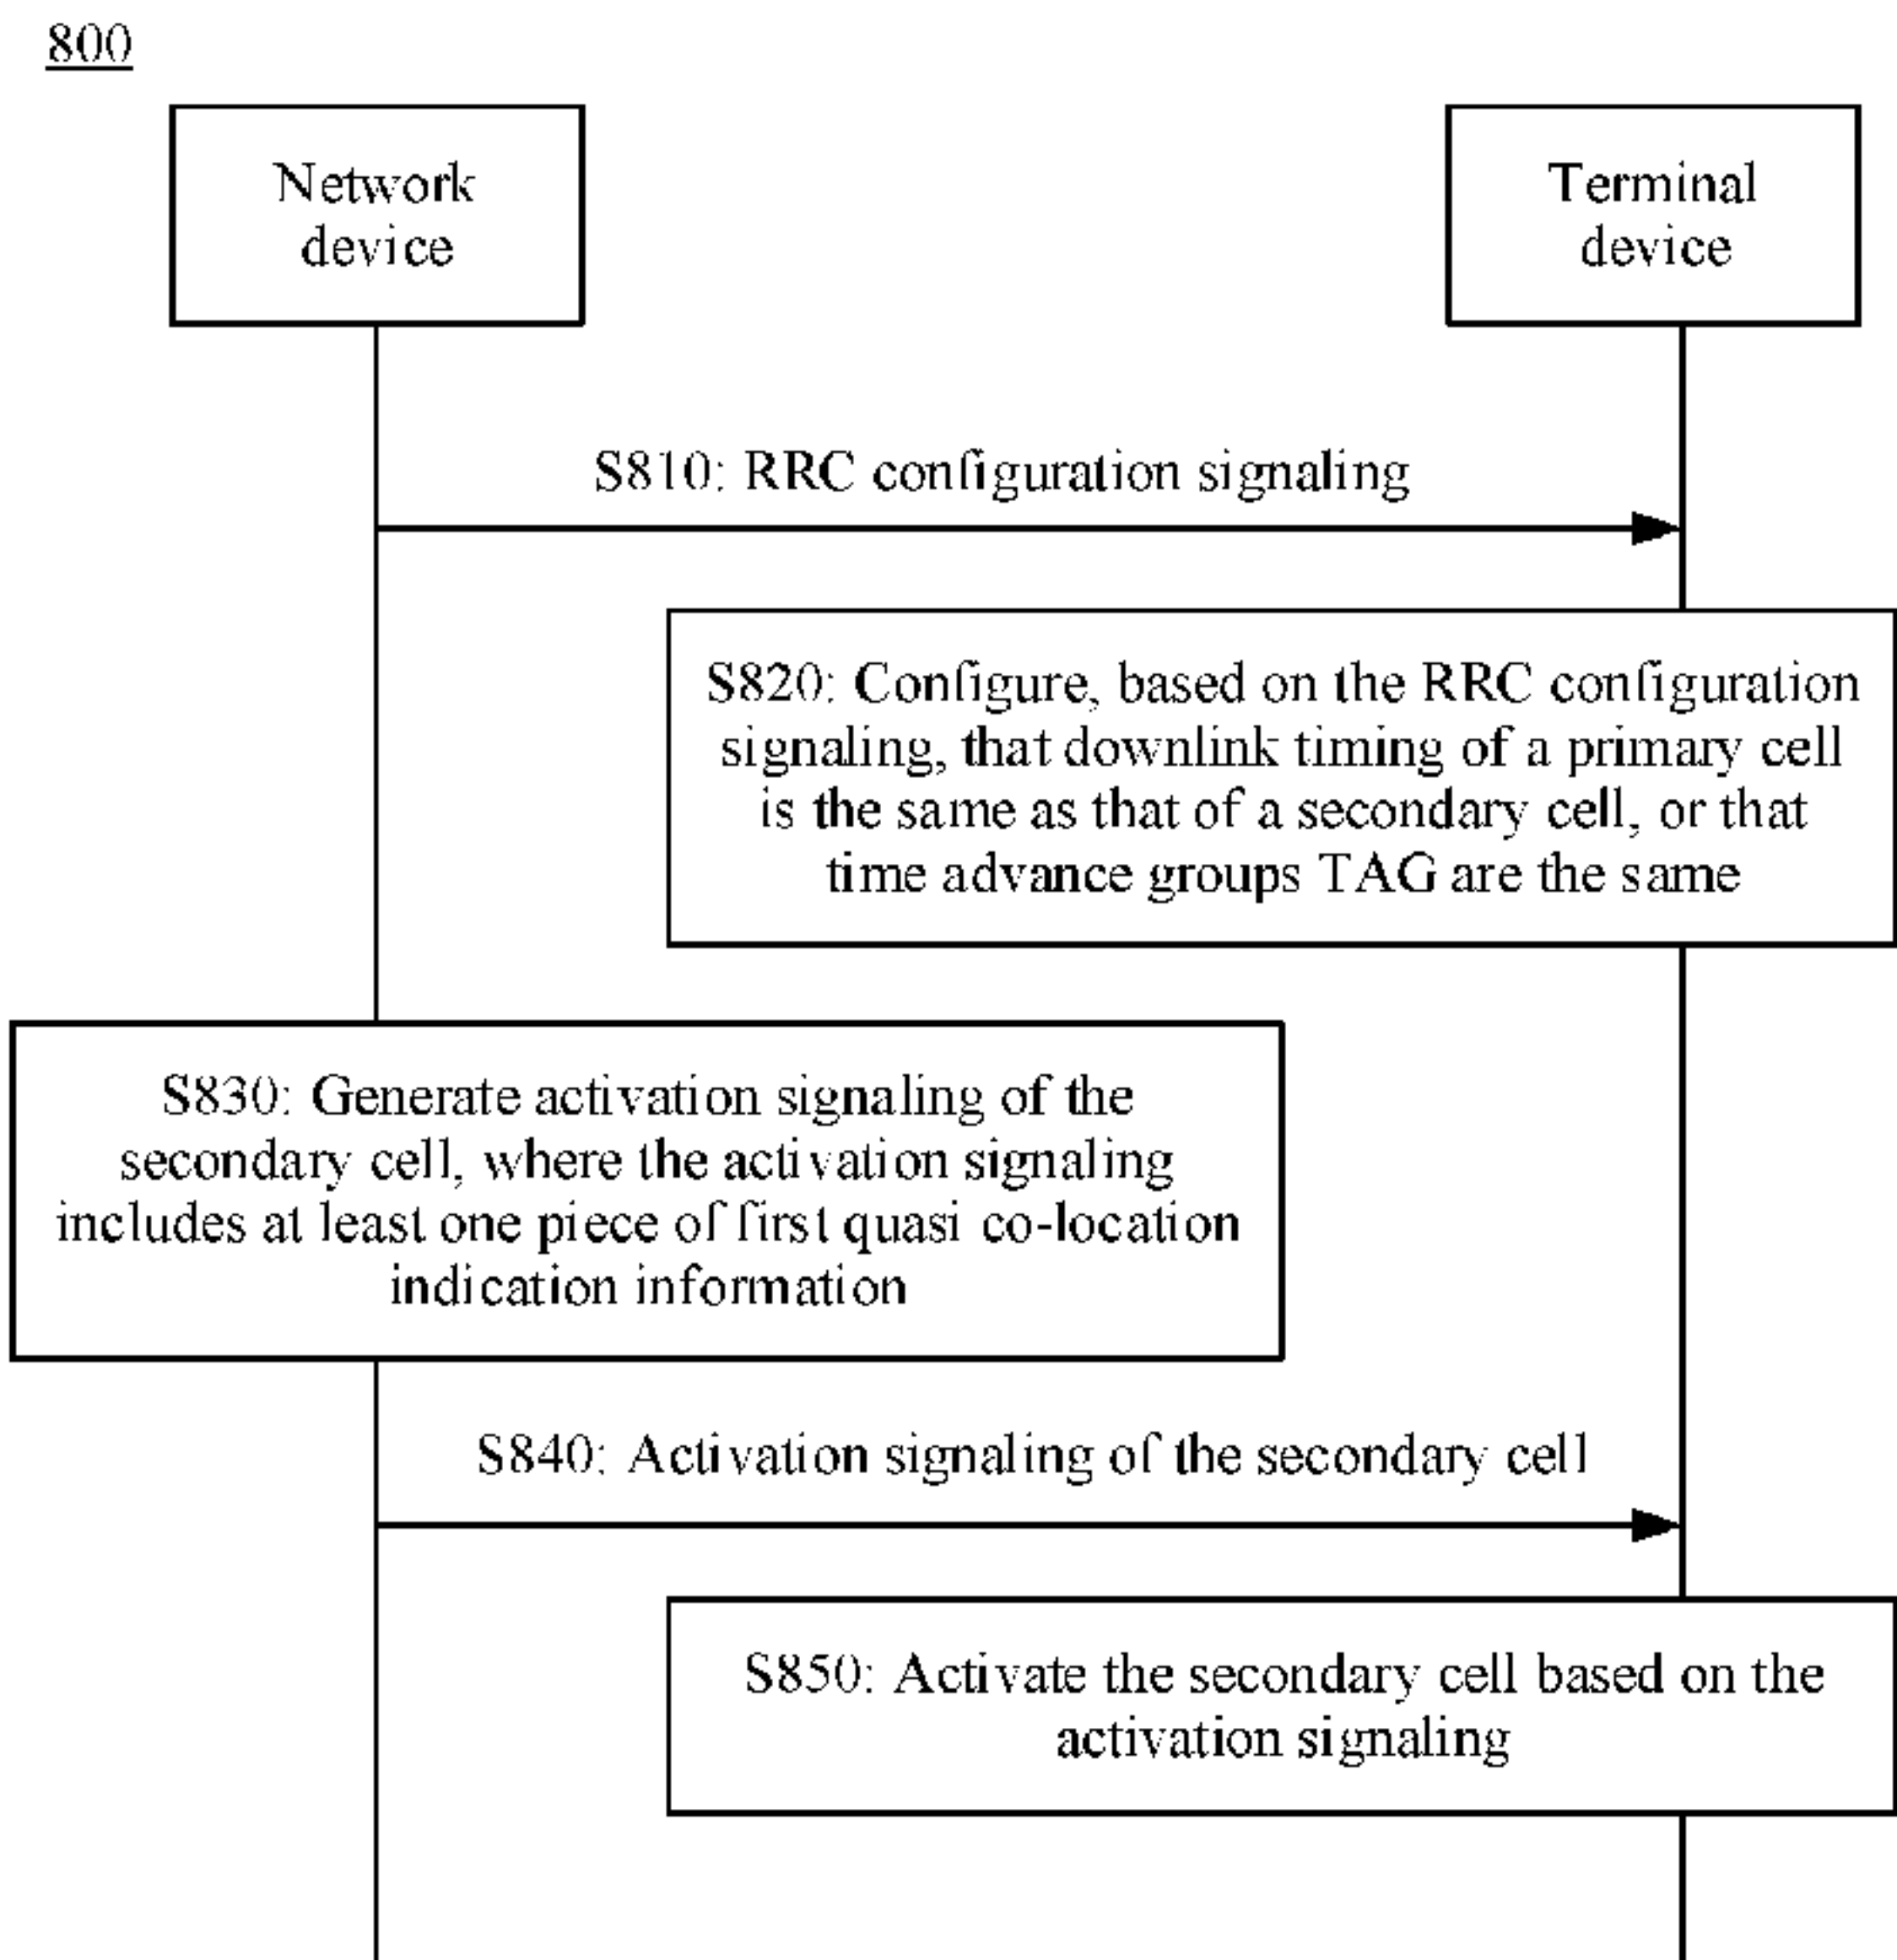 800
Network
device
Terminal
device
S810: RRC configuration signaling
S820: Configure, based on the RRC configuration
signaling, that downlink timing of a primary cell
is the same as that of a secondary cell, or that
time advance groups TAG are the same
S830: Generate activation signaling of the
secondary cell, where the activation signaling
includes at least one piece of first quasi co-location
indication information
S840: Activation signaling of the secondary cell
S850: Activate the secondary cell based on the
activation signaling